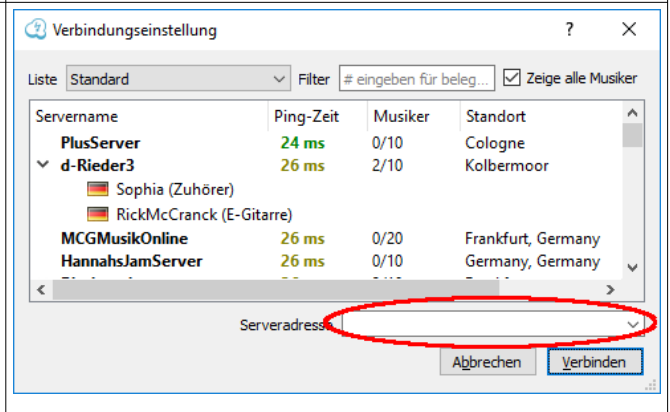 Verbindungseinstellung ?
Liste Standard Filter # eingeben für beleg... Zeige alle Musiker
Servername Ping-Zeit Musiker Standort
PlusServer 24 ms 0/10 Cologne
d-Rieder3 26 ms 2/10 Kolbermoor
Sophia (Zuhörer)
RickMcCranck (E-Gitarre)
MCGMusikOnline 26 ms 0/20 Frankfurt, Germany
HannahsJamServer 26 ms 0/10 Germany, Germany
Serveradresse
Abbrechen Verbinden